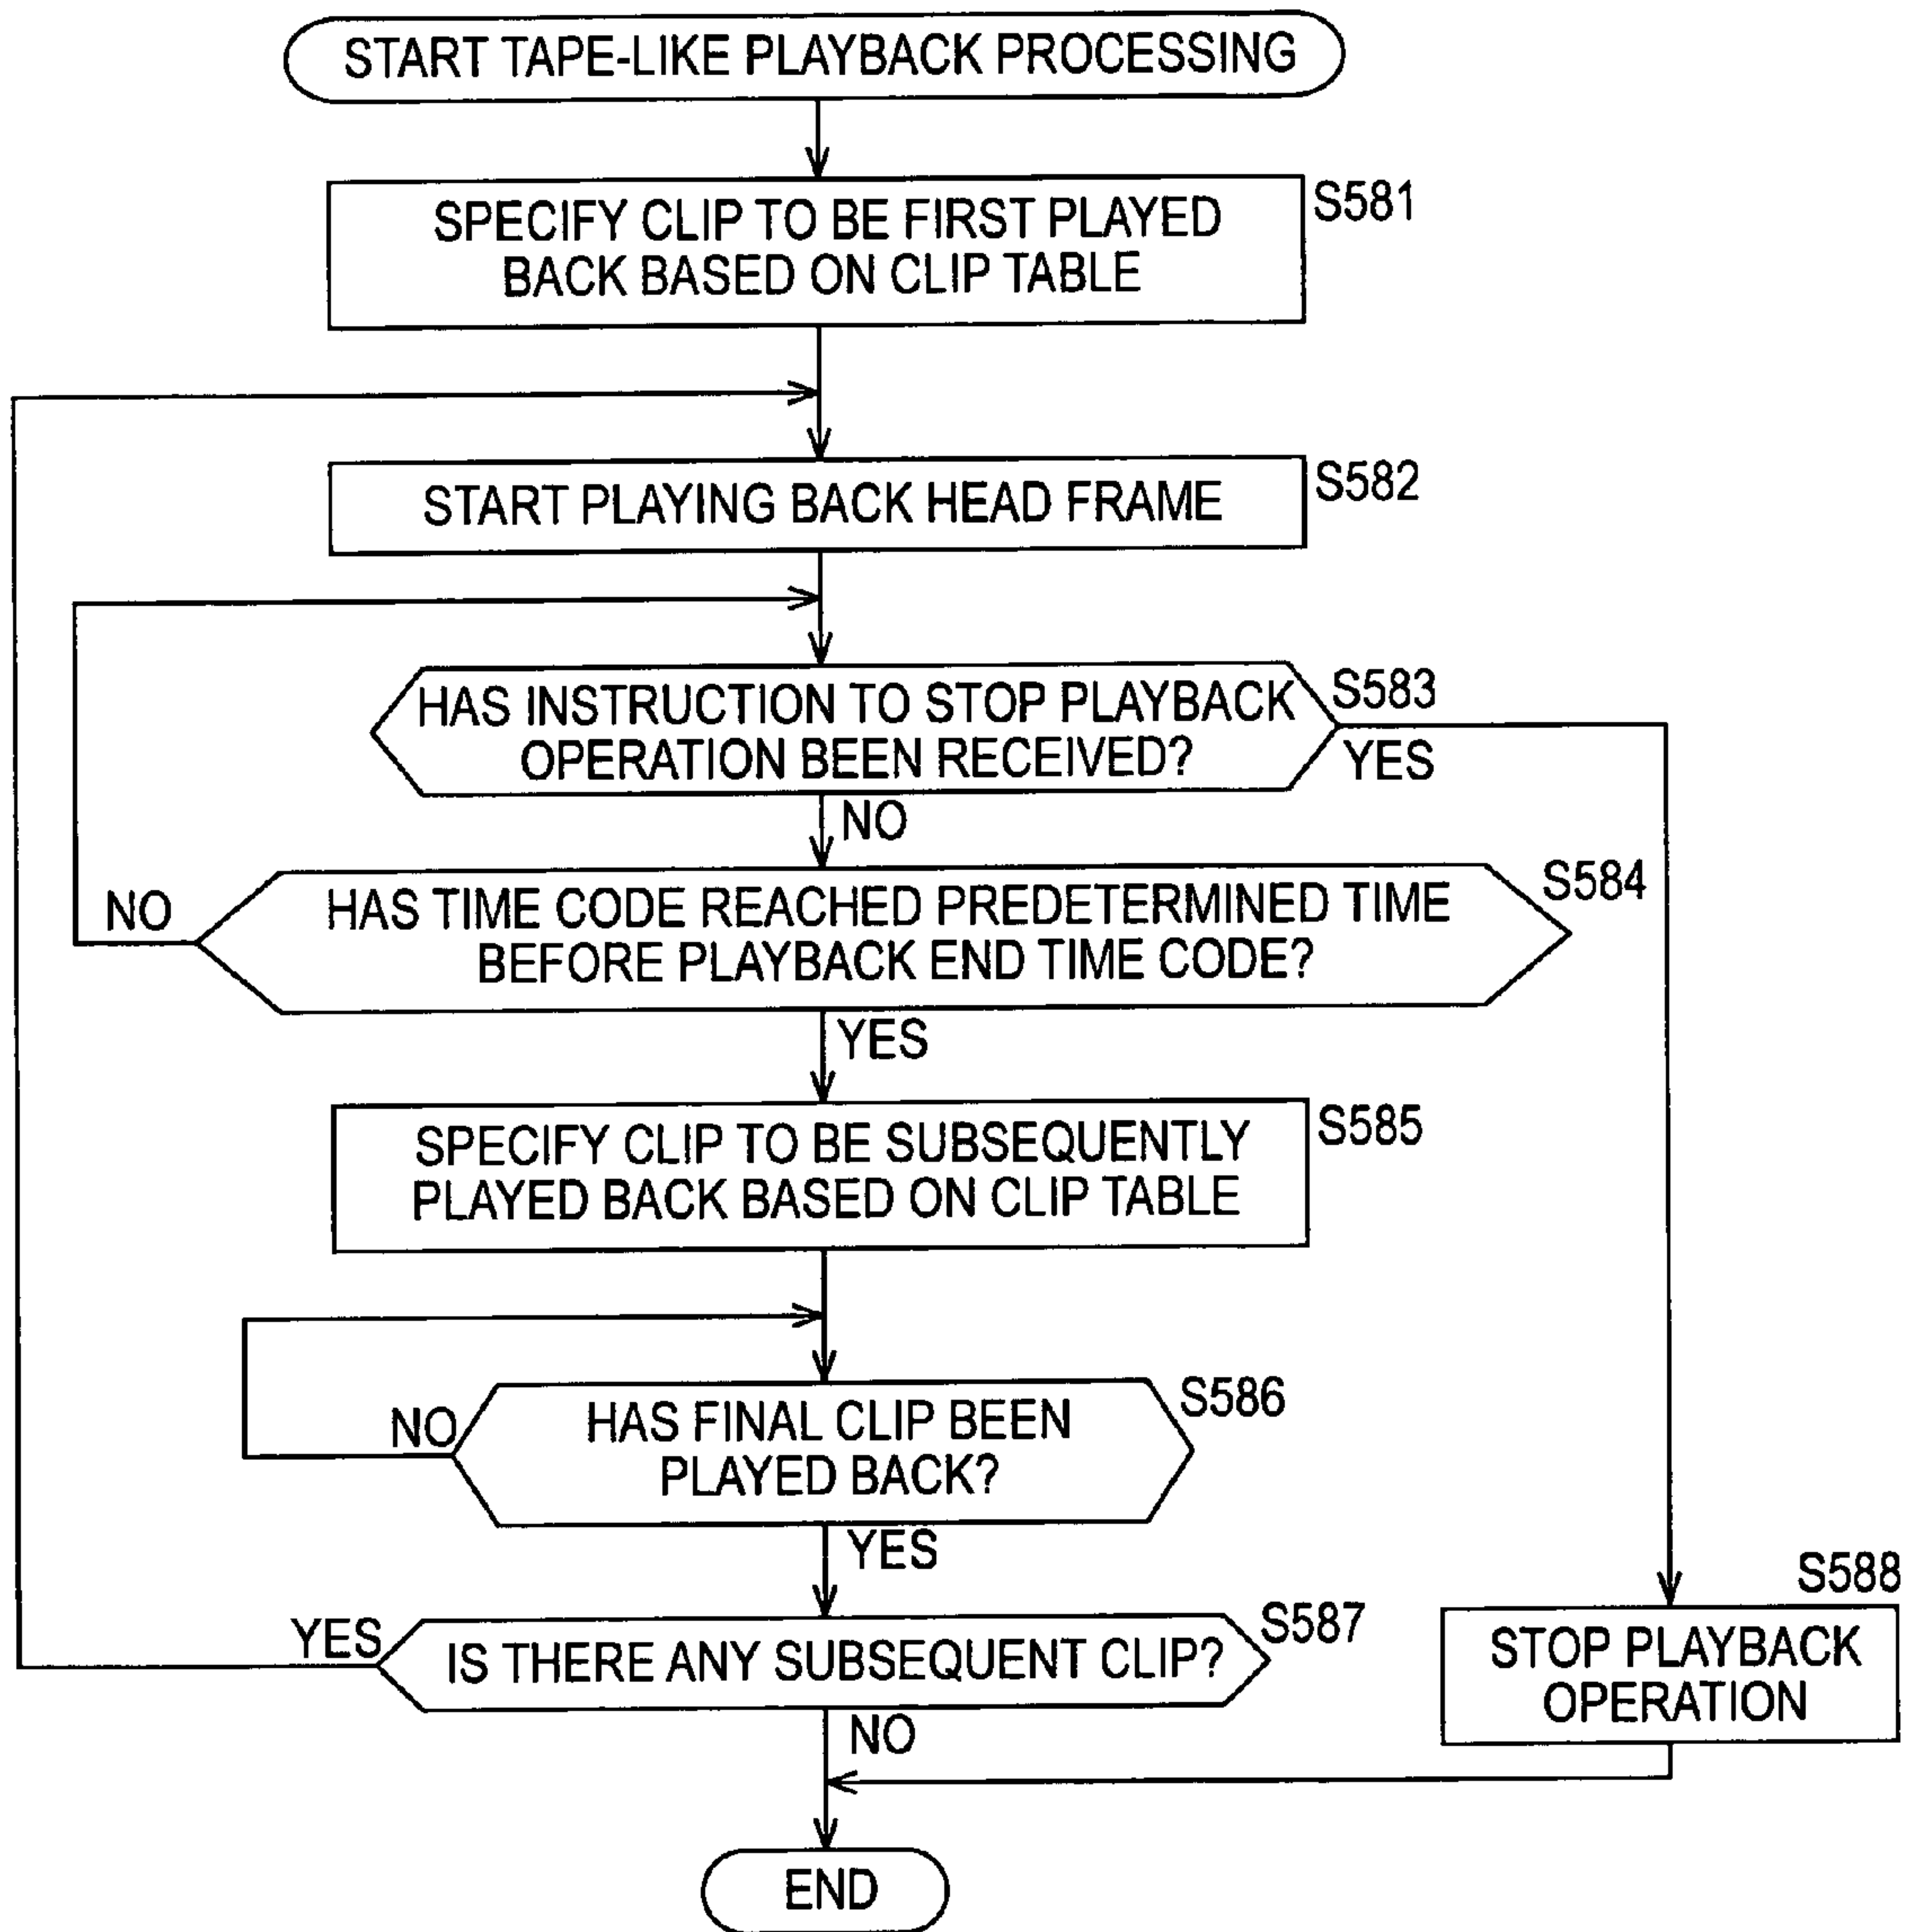 START TAPE-LIKE PLAYBACK PROCESSING
SPECIFY CLIP TO BE FIRST PLAYED
BACK BASED ON CLIP TABLE
S581
START PLAYING BACK HEAD FRAME
S582
HAS INSTRUCTION TO STOP PLAYBACK
OPERATION BEEN RECEIVED?
S583
YES
NO
HAS TIME CODE REACHED PREDETERMINED TIME
BEFORE PLAYBACK END TIME CODE?
S584
NO
YES
SPECIFY CLIP TO BE SUBSEQUENTLY
PLAYED BACK BASED ON CLIP TABLE
S585
HAS FINAL CLIP BEEN
PLAYED BACK?
S586
NO
YES
IS THERE ANY SUBSEQUENT CLIP?
S587
YES
NO
S588
STOP PLAYBACK
OPERATION
END